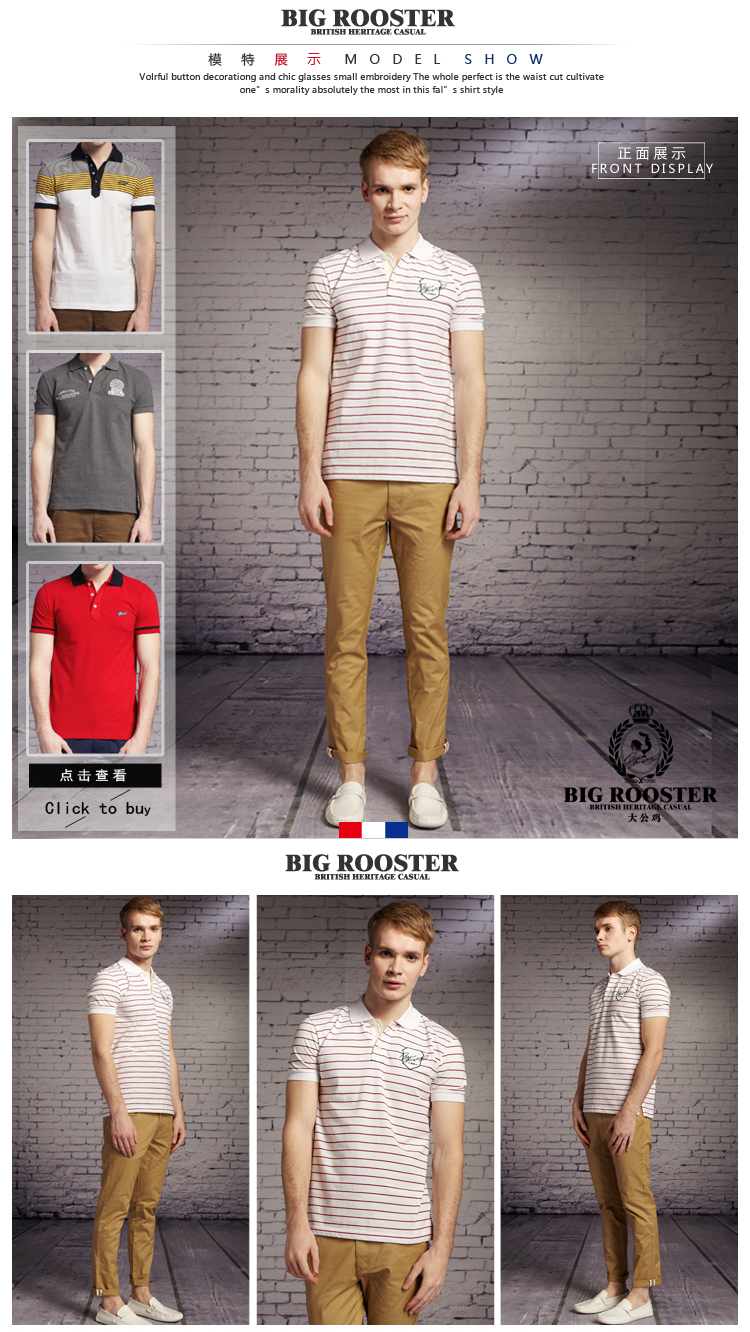 BIG ROOSTER
BRITISH HERITAGE CASUAL
模 特 展 示 MODEL SHOW
Volrful button decorationg and chic glasses small embroidery The whole perfect is the waist cut cultivate
one”s morality absolutely the most in this fal”s shirt style
正面展示
FRONT DISPLAY
点击查看
Click to buy
BIG ROOSTER
BRITISH HERITAGE CASUAL
大公鸡
BIG ROOSTER
BRITISH HERITAGE CASUAL